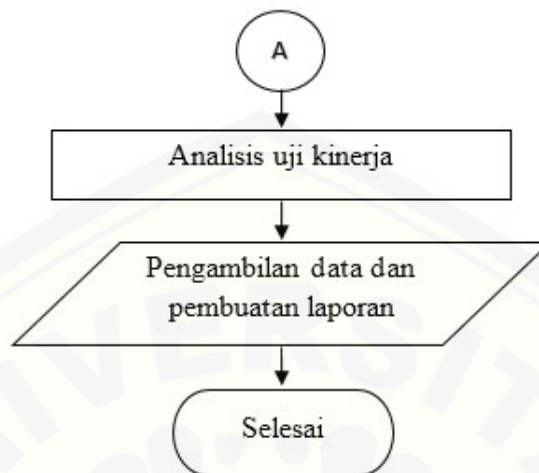 A
Analisis uji kinerja
Pengambilan data dan
pembuatan laporan
Selesai